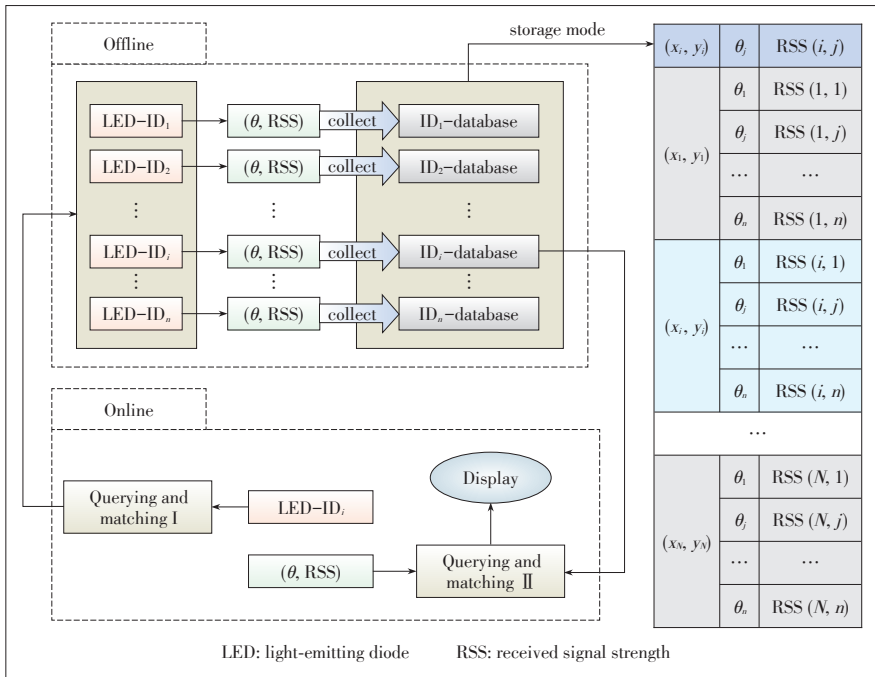 Offline
storage mode
LED-ID₁ (θ, RSS) collect ID₁-database
LED-ID₂ (θ, RSS) collect ID₂-database
⋮ ⋮ ⋮
LED-IDᵢ (θ, RSS) collect IDᵢ-database
⋮ ⋮ ⋮
LED-IDₙ (θ, RSS) collect IDₙ-database
Online
Querying and
matching I
LED-IDᵢ
Display
(θ, RSS)
Querying and
matching Ⅱ
(xᵢ, yᵢ) θⱼ RSS (i, j)
(x₁, y₁)
θ₁ RSS (1, 1)
θⱼ RSS (1, j)
… …
θₙ RSS (1, n)
(xᵢ, yᵢ)
θ₁ RSS (i, 1)
θⱼ RSS (i, j)
… …
θₙ RSS (i, n)
…
(x_N, y_N)
θ₁ RSS (N, 1)
θⱼ RSS (N, j)
… …
θₙ RSS (N, n)
LED: light-emitting diode RSS: received signal strength